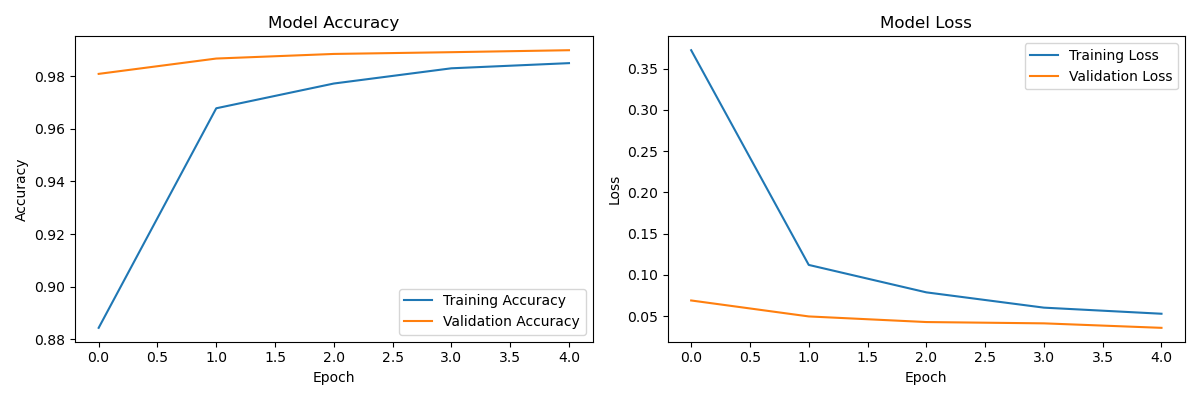 Model Accuracy
Accuracy
0.98
0.96
0.94
0.92
0.90
0.88
0.0 0.5 1.0 1.5 2.0 2.5 3.0 3.5 4.0
Epoch
Training Accuracy
Validation Accuracy
Model Loss
Loss
0.35
0.30
0.25
0.20
0.15
0.10
0.05
0.0 0.5 1.0 1.5 2.0 2.5 3.0 3.5 4.0
Epoch
Training Loss
Validation Loss